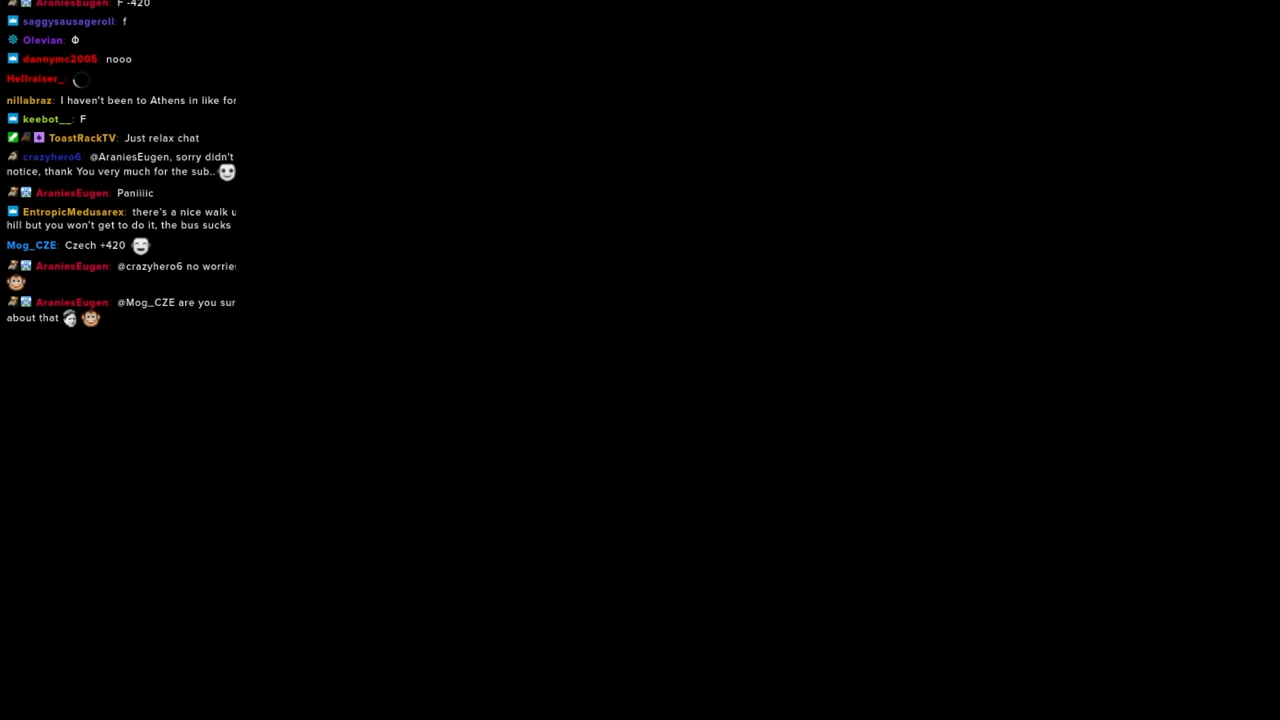 AraniesEugen: F -420
saggysausageroll: f
Olevian: Φ
dannymc2005: nooo
Hellraiser_:
nillabraz: I haven't been to Athens in like for
keebot__: F
ToastRackTV: Just relax chat
crazyhero6: @AraniesEugen, sorry didn't
notice, thank You very much for the sub..
AraniesEugen: Paniiiic
EntropicMedusarex: there's a nice walk u
hill but you won't get to do it, the bus sucks
Mog_CZE: Czech +420
AraniesEugen: @crazyhero6 no worries
AraniesEugen: @Mog_CZE are you sur
about that